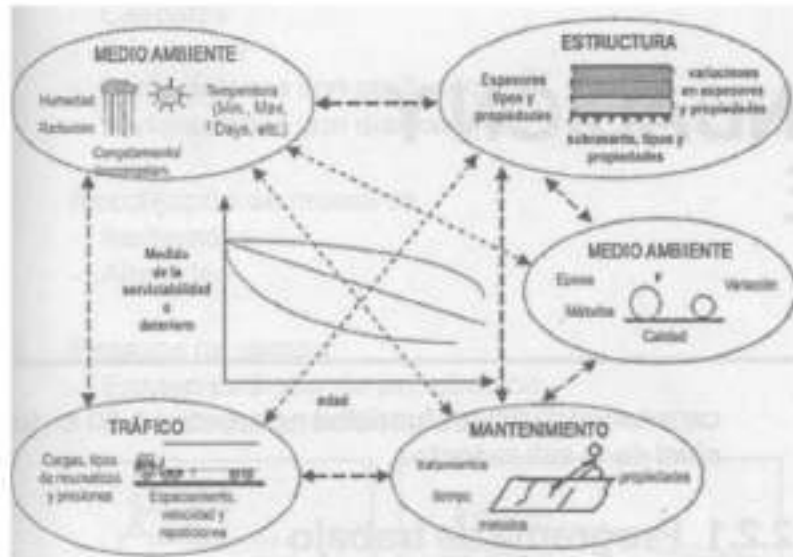 MEDIO AMBIENTE
Humedad
Radiación
Temperatura
(Min., Max,
Days, etc.)
ESTRUCTURA
Espesores
tipos y
propiedades
variaciones
en espesores
y propiedades
subrasante, tipos y
propiedades
MEDIO AMBIENTE
Métodos
Variación
Calidad
Medida
de la
serviciabilidad
o
deterioro
edad
TRÁFICO
Cargas, tipos
de neumáticos
y presiones
Espaciamiento,
velocidad y
repeticiones
MANTENIMIENTO
tratamientos
tiempo
propiedades
métodos